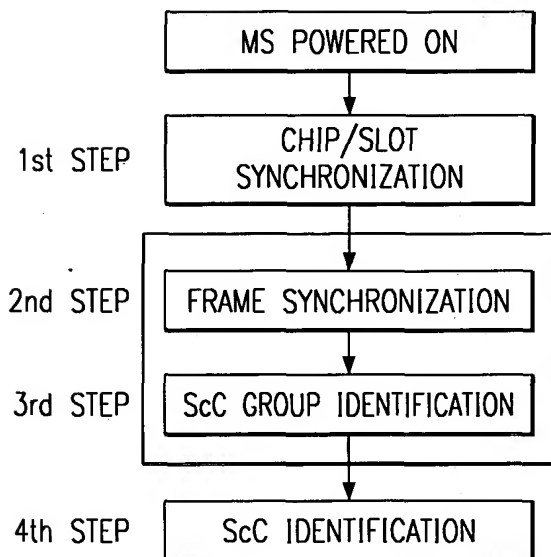 MS POWERED ON
1st STEP
CHIP/SLOT
SYNCHRONIZATION
2nd STEP
FRAME SYNCHRONIZATION
3rd STEP
ScC GROUP IDENTIFICATION
4th STEP
ScC IDENTIFICATION